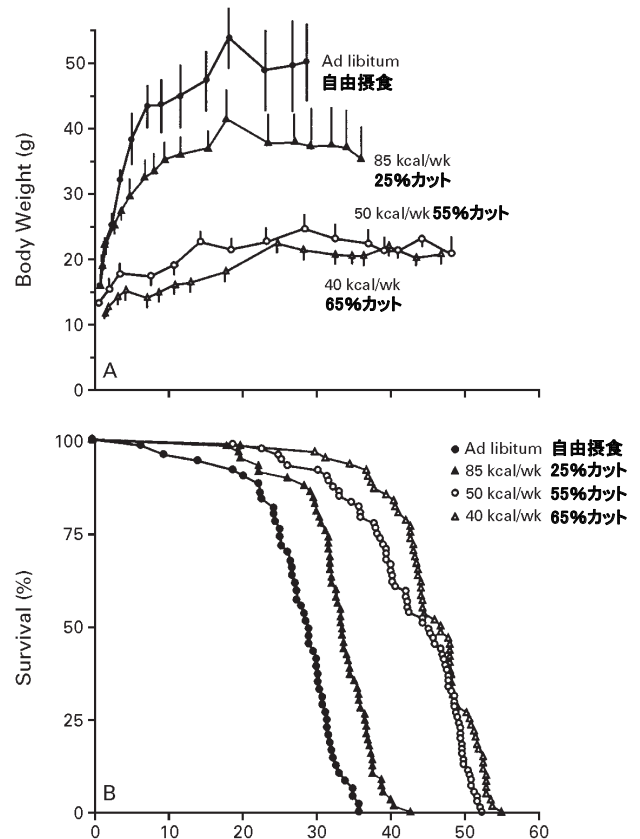 Body Weight (g)
50
40
30
20
10
0
Ad libitum
自由摂食
85 kcal/wk
25%カット
50 kcal/wk 55%カット
40 kcal/wk
65%カット
A
Survival (%)
100
75
50
25
0
Ad libitum 自由摂食
85 kcal/wk 25%カット
50 kcal/wk 55%カット
40 kcal/wk 65%カット
B
0 10 20 30 40 50 60